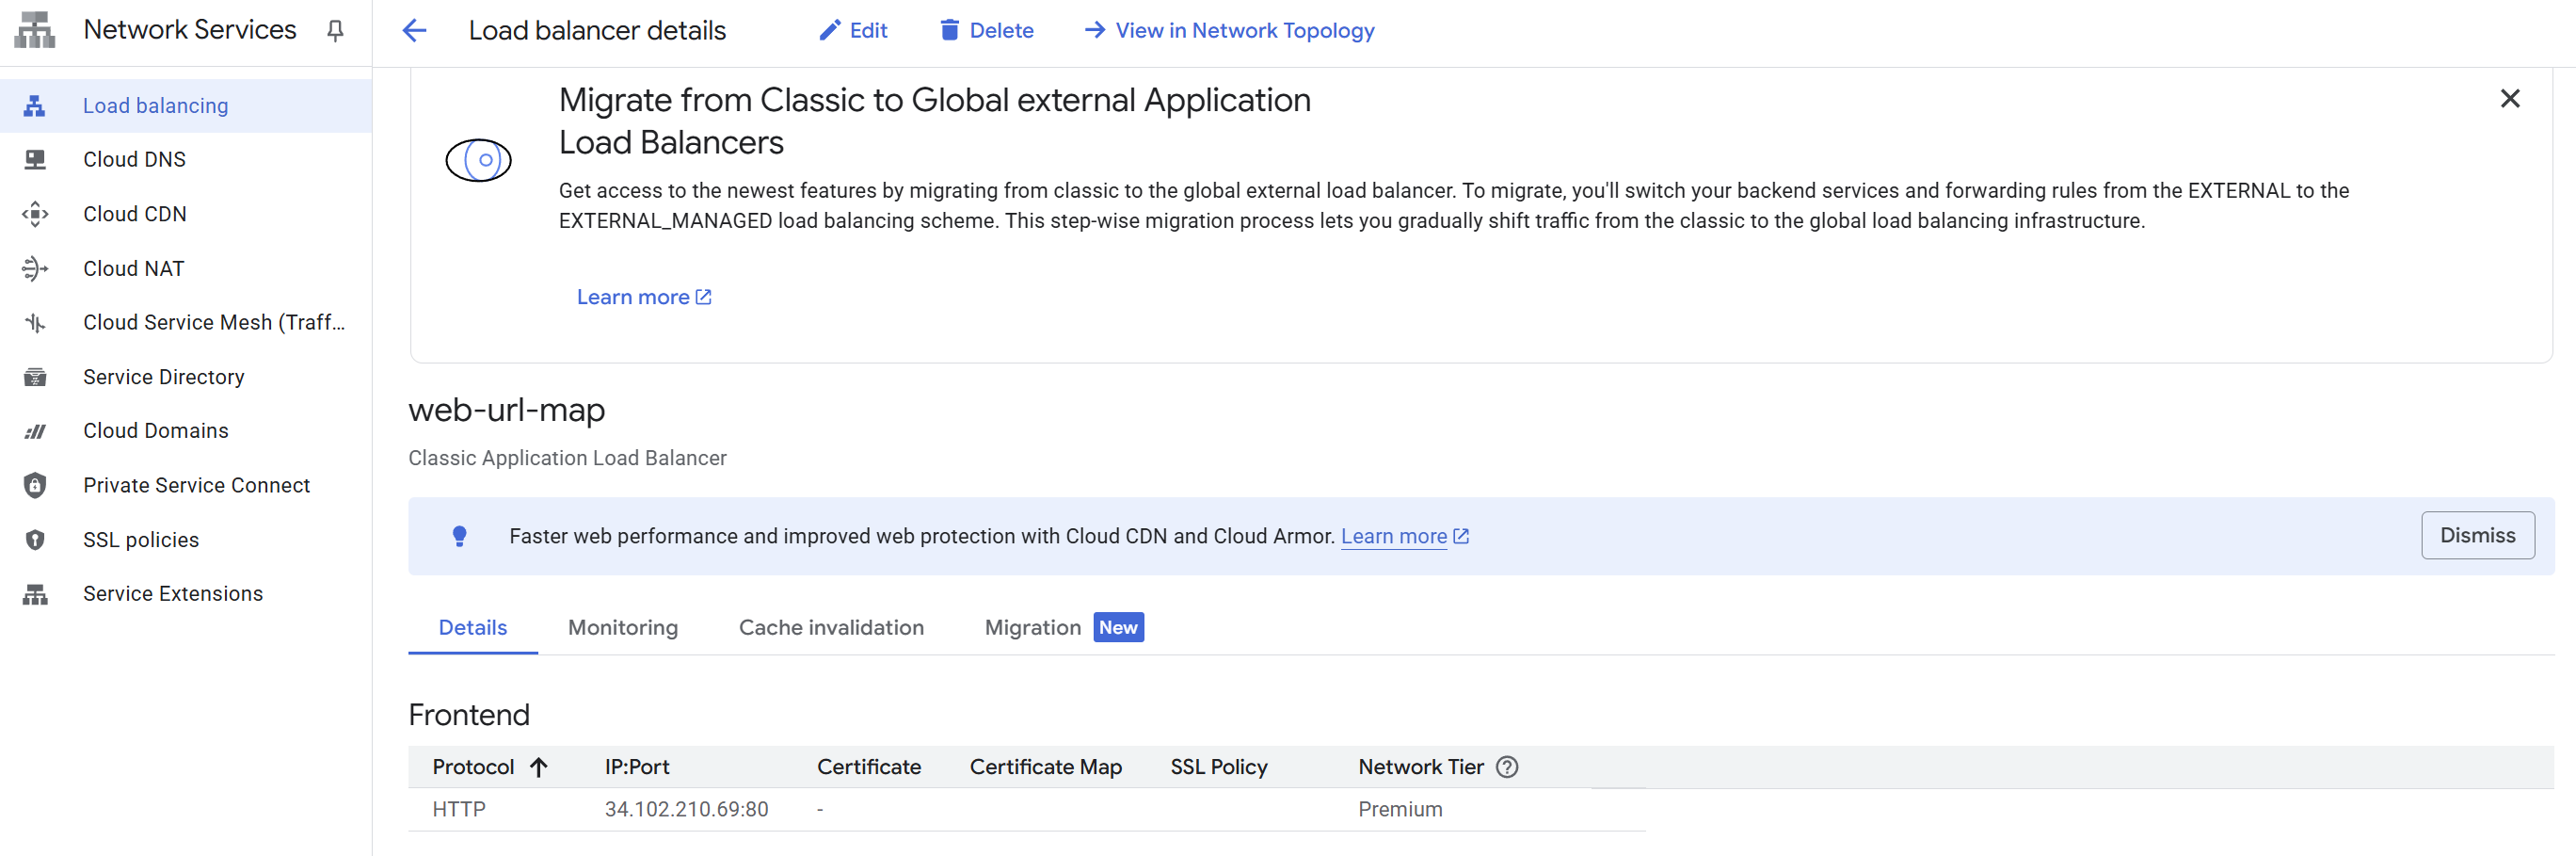 Network Services
Load balancer details
Edit
Delete
View in Network Topology
Load balancing
Cloud DNS
Cloud CDN
Cloud NAT
Cloud Service Mesh (Traff...
Service Directory
Cloud Domains
Private Service Connect
SSL policies
Service Extensions
Migrate from Classic to Global external Application
Load Balancers
Get access to the newest features by migrating from classic to the global external load balancer. To migrate, you'll switch your backend services and forwarding rules from the EXTERNAL to the
EXTERNAL_MANAGED load balancing scheme. This step-wise migration process lets you gradually shift traffic from the classic to the global load balancing infrastructure.
Learn more
web-url-map
Classic Application Load Balancer
Faster web performance and improved web protection with Cloud CDN and Cloud Armor. Learn more
Dismiss
Details Monitoring Cache invalidation Migration New
Frontend
Protocol IP:Port Certificate Certificate Map SSL Policy Network Tier
HTTP 34.102.210.69:80 - Premium